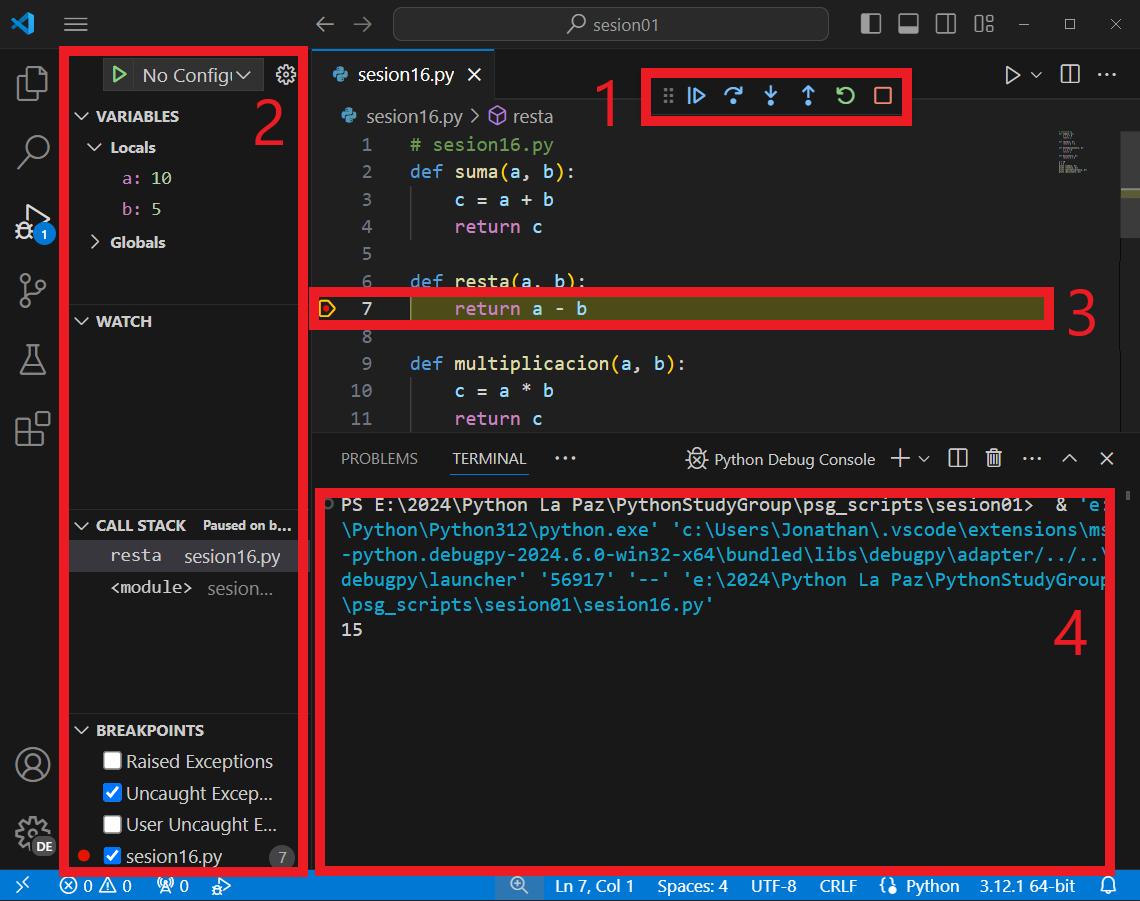 sesion01
No Config
VARIABLES
Locals
a: 10
b: 5
Globals
WATCH
CALL STACK Paused on b...
resta sesion16.py
<module> sesion...
BREAKPOINTS
Raised Exceptions
Uncaught Excep...
User Uncaught E...
sesion16.py 7
2
1
DE
sesion16.py
1
sesion16.py > resta
1 # sesion16.py
2 def suma(a, b):
3 c = a + b
4 return c
5
6 def resta(a, b):
7 return a - b
8
9 def multiplicacion(a, b):
10 c = a * b
11 return c
3
PROBLEMS TERMINAL ...
Python Debug Console
PS E:\2024\Python La Paz\PythonStudyGroup\psg_scripts\sesion01> & 'e:
\Python\Python312\python.exe' 'c:\Users\Jonathan\.vscode\extensions\ms
-python.debugpy-2024.6.0-win32-x64\bundled\libs\debugpy\adapter/../..\
debugpy\launcher' '56917' '--' 'e:\2024\Python La Paz\PythonStudyGroup
\psg_scripts\sesion01\sesion16.py'
15
4
0 0 0 Ln 7, Col 1 Spaces: 4 UTF-8 CRLF Python 3.12.1 64-bit